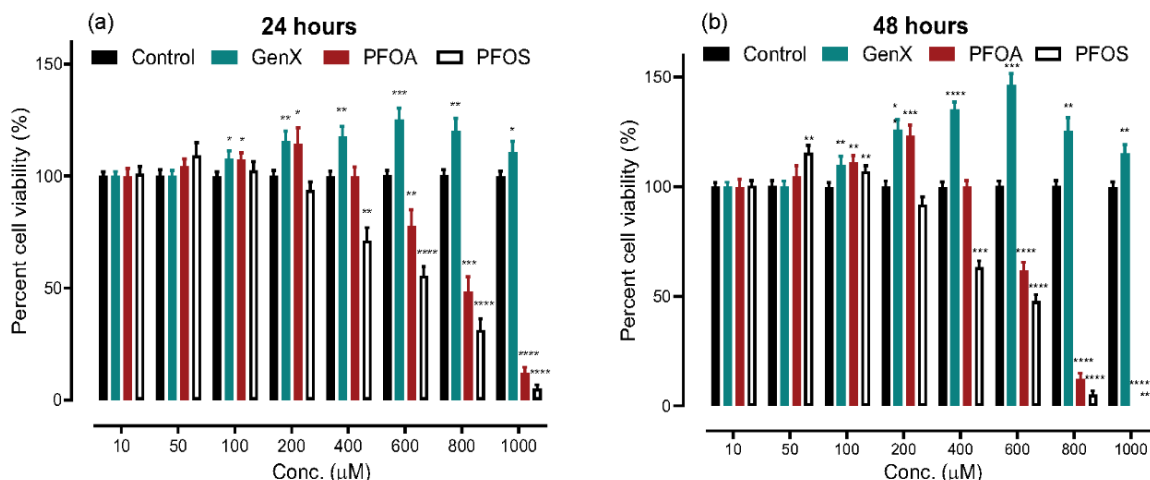 (a) 24 hours
Control GenX PFOA PFOS
Percent cell viability (%)
150
100
50
0
* * ** * ** ** *** ** **** ** *** **** * **** ****
10 50 100 200 400 600 800 1000
Conc. (μM)
(b) 48 hours
Control GenX PFOA PFOS
Percent cell viability (%)
150
100
50
0
** ** ** ** * * *** **** *** *** **** **** ** **** **** ** **** **
10 50 100 200 400 600 800 1000
Conc. (μM)